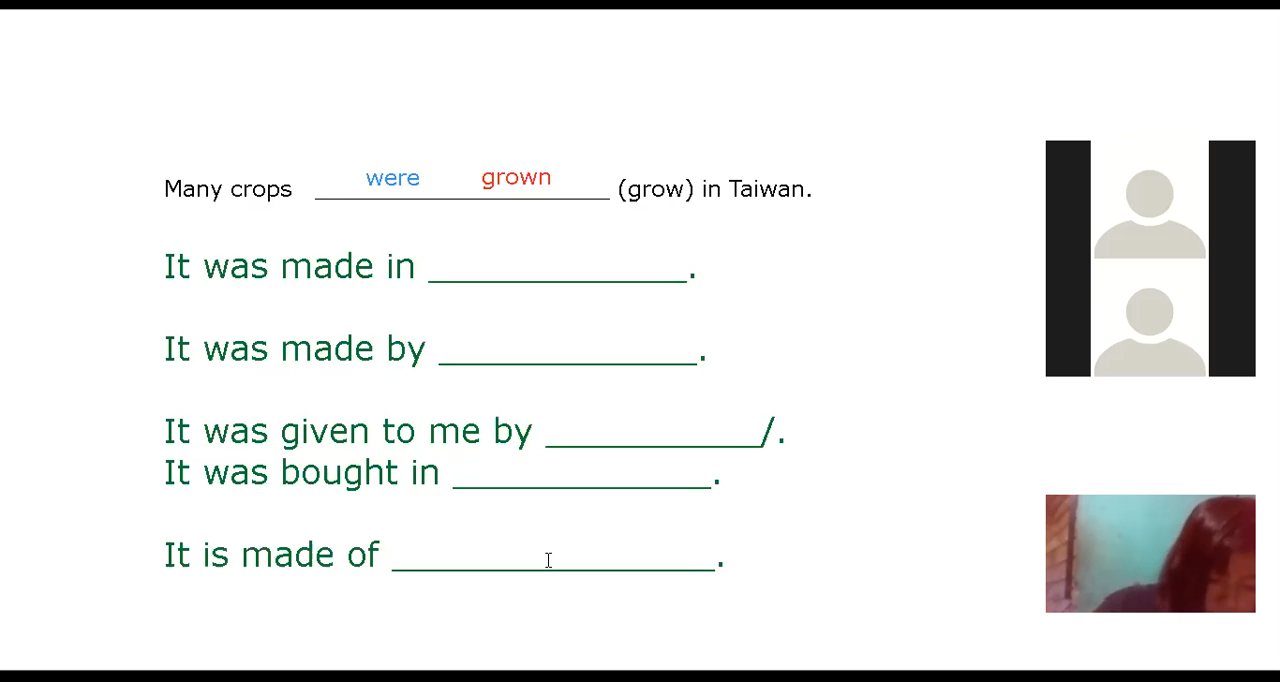 Many crops were grown (grow) in Taiwan.
It was made in ______________.
It was made by ______________.
It was given to me by ____________/.
It was bought in ______________.
It is made of __________________.